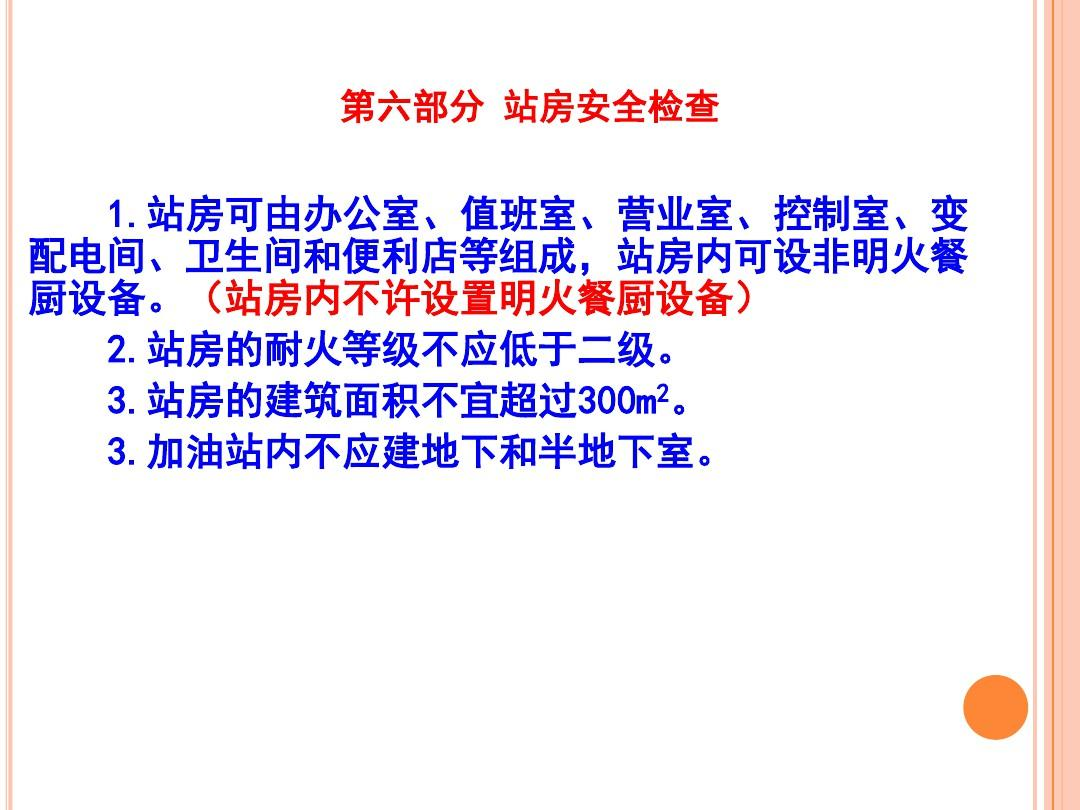 第六部分 站房安全检查
1.站房可由办公室、值班室、营业室、控制室、变
配电间、卫生间和便利店等组成，站房内可设非明火餐
厨设备。（站房内不许设置明火餐厨设备）
2.站房的耐火等级不应低于二级。
3.站房的建筑面积不宜超过300m²。
3.加油站内不应建地下和半地下室。